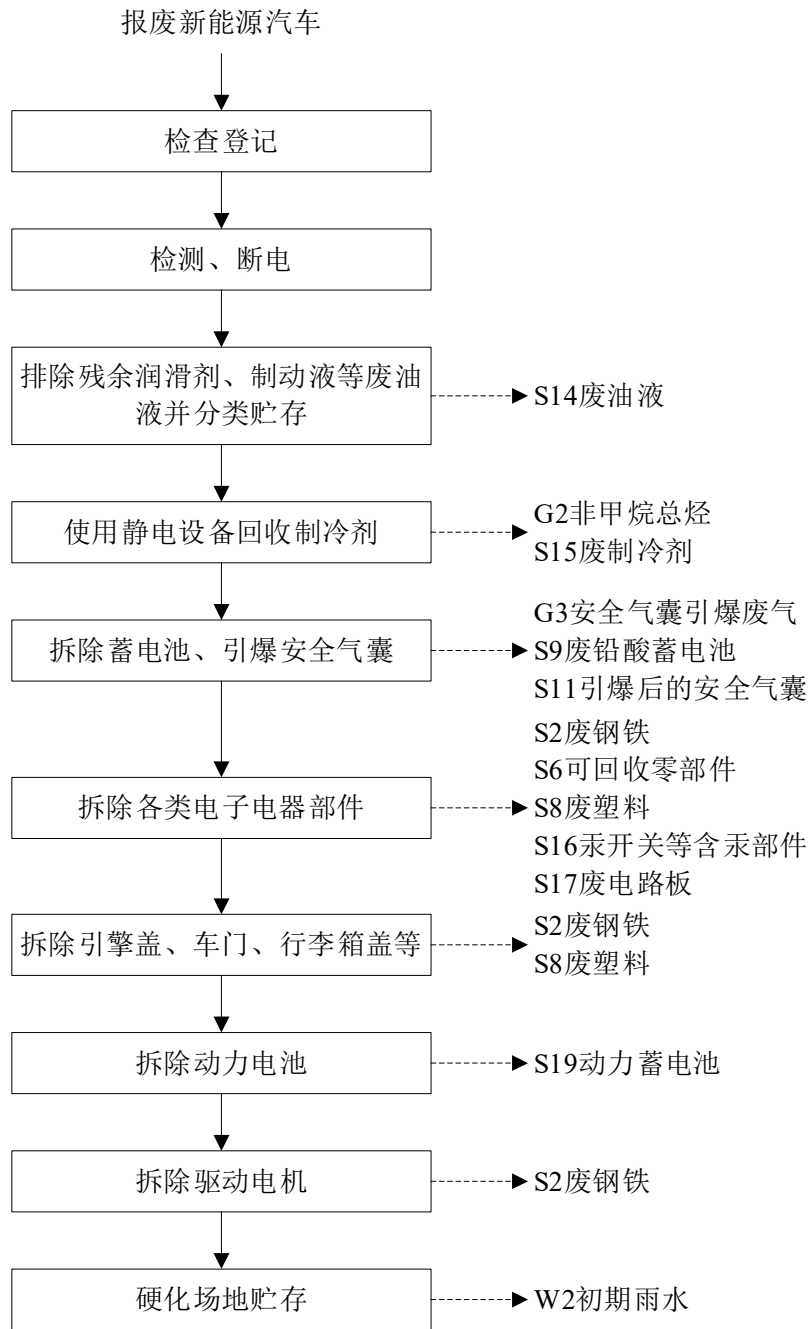 报废新能源汽车
检查登记
检测、断电
排除残余润滑剂、制动液等废油
液并分类贮存
S14废油液
使用静电设备回收制冷剂
G2非甲烷总烃
S15废制冷剂
拆除蓄电池、引爆安全气囊
G3安全气囊引爆废气
S9废铅酸蓄电池
S11引爆后的安全气囊
拆除各类电子电器部件
S2废钢铁
S6可回收零部件
S8废塑料
S16汞开关等含汞部件
S17废电路板
拆除引擎盖、车门、行李箱盖等
S2废钢铁
S8废塑料
拆除动力电池
S19动力蓄电池
拆除驱动电机
S2废钢铁
硬化场地贮存
W2初期雨水